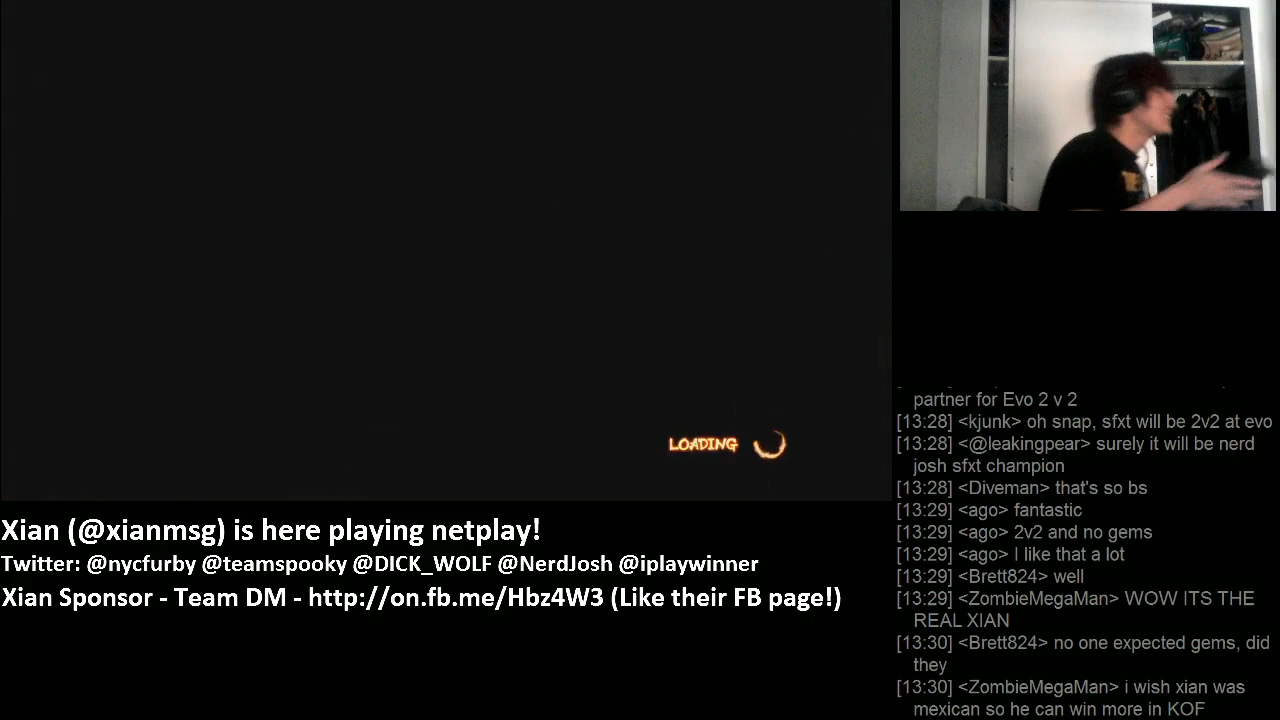 LOADING
Xian (@xianmsg) is here playing netplay!
Twitter: @nycfurby @teamspooky @DICK_WOLF @NerdJosh @iplaywinner
Xian Sponsor - Team DM - http://on.fb.me/Hbz4W3 (Like their FB page!)
partner for Evo 2 v 2
[13:28] <kjunk> oh snap, sfxt will be 2v2 at evo
[13:28] <@leakingpear> surely it will be nerd
josh sfxt champion
[13:28] <Diveman> that's so bs
[13:29] <ago> fantastic
[13:29] <ago> 2v2 and no gems
[13:29] <ago> I like that a lot
[13:29] <Brett824> well
[13:29] <ZombieMegaMan> WOW ITS THE
REAL XIAN
[13:30] <Brett824> no one expected gems, did
they
[13:30] <ZombieMegaMan> i wish xian was
mexican so he can win more in KOF